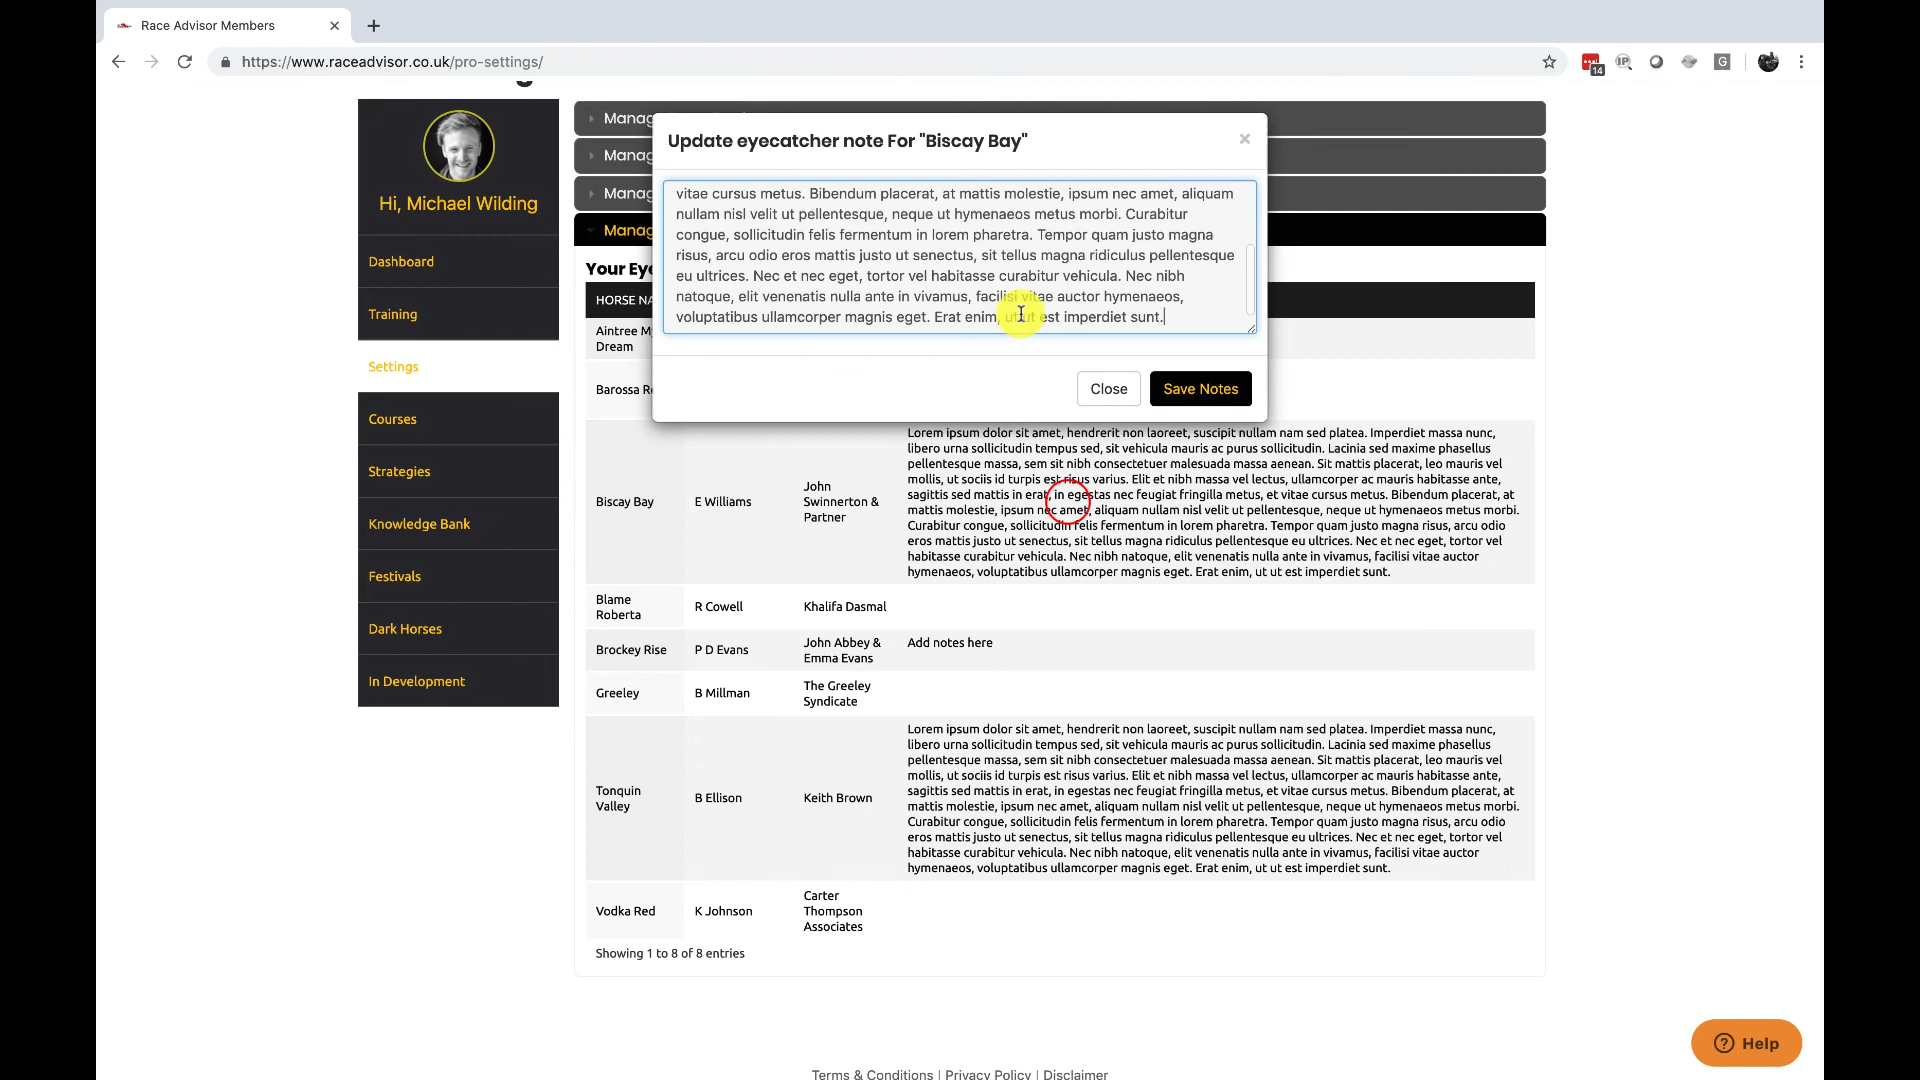 Race Advisor Members
https://www.raceadvisor.co.uk/pro-settings/
14
IP
G
Hi, Michael Wilding
Dashboard
Training
Settings
Courses
Strategies
Knowledge Bank
Festivals
Dark Horses
In Development
Manag
Manag
Manag
Manag
Update eyecatcher note For "Biscay Bay"
×
vitae cursus metus. Bibendum placerat, at mattis molestie, ipsum nec amet, aliquam
nullam nisl velit ut pellentesque, neque ut hymenaeos metus morbi. Curabitur
congue, sollicitudin felis fermentum in lorem pharetra. Tempor quam justo magna
risus, arcu odio eros mattis justo ut senectus, sit tellus magna ridiculus pellentesque
eu ultrices. Nec et nec eget, tortor vel habitasse curabitur vehicula. Nec nibh
natoque, elit venenatis nulla ante in vivamus, facilisi vitae auctor hymenaeos,
voluptatibus ullamcorper magnis eget. Erat enim, ut ut est imperdiet sunt.
Close
Save Notes
Your Eye
HORSE NA
Aintree My
Dream
Barossa Re
Biscay Bay
E Williams
John
Swinnerton &
Partner
Lorem ipsum dolor sit amet, hendrerit non laoreet, suscipit nullam nam sed platea. Imperdiet massa nunc,
libero urna sollicitudin tempus sed, sit vehicula mauris ac purus sollicitudin. Lacinia sed maxime phasellus
pellentesque massa, sem sit nibh consectetuer malesuada massa aenean. Sit mattis placerat, leo mauris vel
mollis, ut sociis id turpis est risus varius. Elit et nibh massa vel lectus, ullamcorper ac mauris habitasse ante,
sagittis sed mattis in erat, in egestas nec feugiat fringilla metus, et vitae cursus metus. Bibendum placerat, at
mattis molestie, ipsum nec amet, aliquam nullam nisl velit ut pellentesque, neque ut hymenaeos metus morbi.
Curabitur congue, sollicitudin felis fermentum in lorem pharetra. Tempor quam justo magna risus, arcu odio
eros mattis justo ut senectus, sit tellus magna ridiculus pellentesque eu ultrices. Nec et nec eget, tortor vel
habitasse curabitur vehicula. Nec nibh natoque, elit venenatis nulla ante in vivamus, facilisi vitae auctor
hymenaeos, voluptatibus ullamcorper magnis eget. Erat enim, ut ut est imperdiet sunt.
Blame
Roberta
R Cowell
Khalifa Dasmal
Brockey Rise
P D Evans
John Abbey &
Emma Evans
Add notes here
Greeley
B Millman
The Greeley
Syndicate
Tonquin
Valley
B Ellison
Keith Brown
Lorem ipsum dolor sit amet, hendrerit non laoreet, suscipit nullam nam sed platea. Imperdiet massa nunc,
libero urna sollicitudin tempus sed, sit vehicula mauris ac purus sollicitudin. Lacinia sed maxime phasellus
pellentesque massa, sem sit nibh consectetuer malesuada massa aenean. Sit mattis placerat, leo mauris vel
mollis, ut sociis id turpis est risus varius. Elit et nibh massa vel lectus, ullamcorper ac mauris habitasse ante,
sagittis sed mattis in erat, in egestas nec feugiat fringilla metus, et vitae cursus metus. Bibendum placerat, at
mattis molestie, ipsum nec amet, aliquam nullam nisl velit ut pellentesque, neque ut hymenaeos metus morbi.
Curabitur congue, sollicitudin felis fermentum in lorem pharetra. Tempor quam justo magna risus, arcu odio
eros mattis justo ut senectus, sit tellus magna ridiculus pellentesque eu ultrices. Nec et nec eget, tortor vel
habitasse curabitur vehicula. Nec nibh natoque, elit venenatis nulla ante in vivamus, facilisi vitae auctor
hymenaeos, voluptatibus ullamcorper magnis eget. Erat enim, ut ut est imperdiet sunt.
Vodka Red
K Johnson
Carter
Thompson
Associates
Showing 1 to 8 of 8 entries
Help
Terms & Conditions | Privacy Policy | Disclaimer